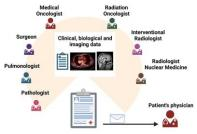 Medical
Oncologist
Radiation
Oncologist
Surgeon
Clinical, biological and
imaging data
Interventional
Radiologist
Pulmonologist
Radiologist
Nuclear Medicine
Pathologist
Patient's physician